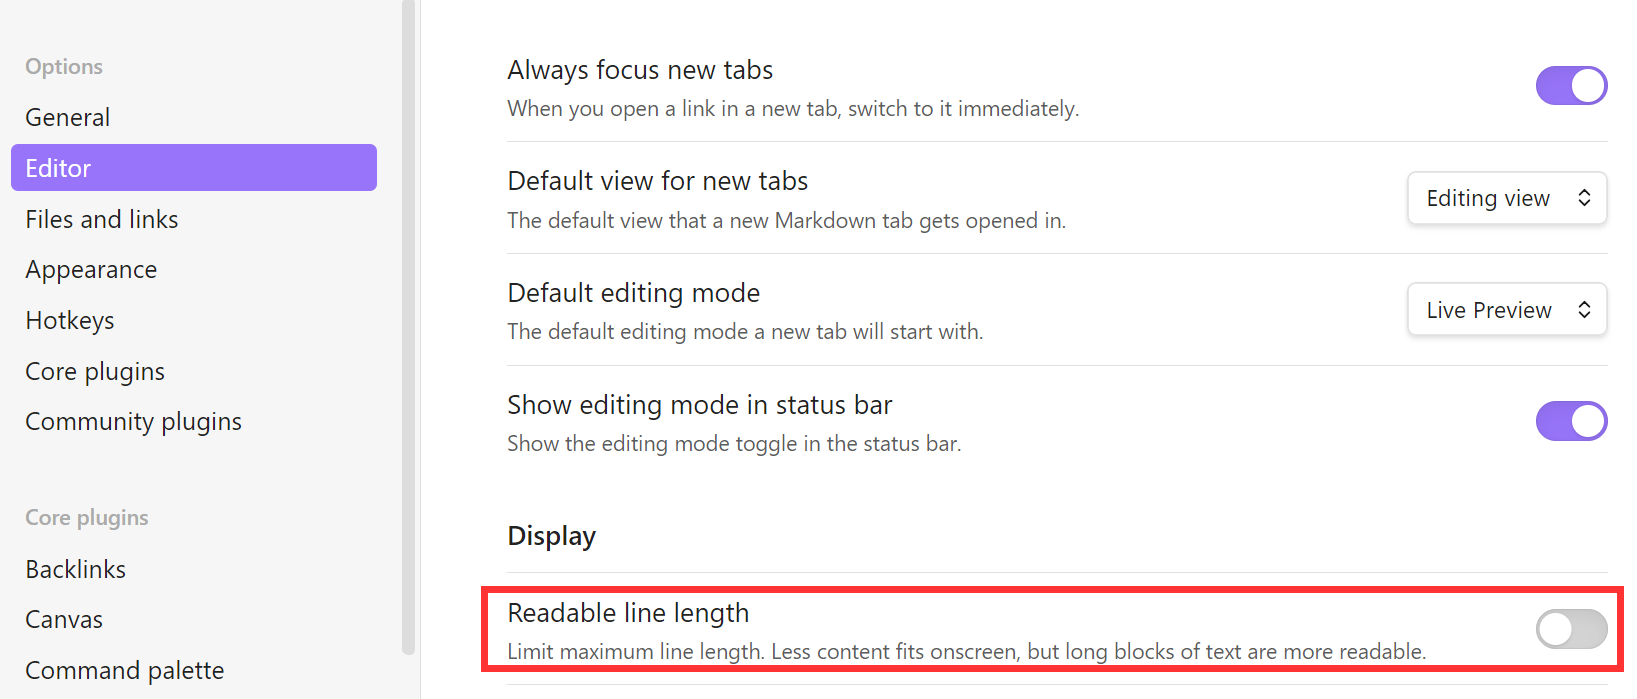 Options
General
Editor
Files and links
Appearance
Hotkeys
Core plugins
Community plugins
Core plugins
Backlinks
Canvas
Command palette
Always focus new tabs
When you open a link in a new tab, switch to it immediately.
Default view for new tabs
The default view that a new Markdown tab gets opened in.
Editing view
Default editing mode
The default editing mode a new tab will start with.
Live Preview
Show editing mode in status bar
Show the editing mode toggle in the status bar.
Display
Readable line length
Limit maximum line length. Less content fits onscreen, but long blocks of text are more readable.